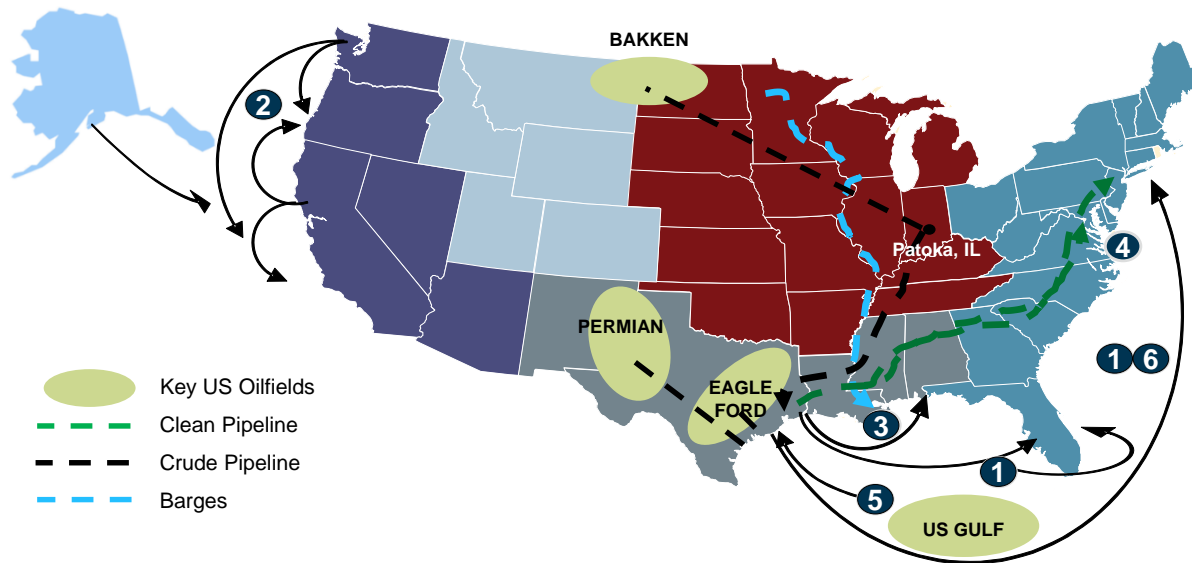 BAKKEN
2
Patoka, IL
4
PERMIAN
1 6
EAGLE
FORD
Key US Oilfields
Clean Pipeline
3
Crude Pipeline
1
Barges
5
US GULF